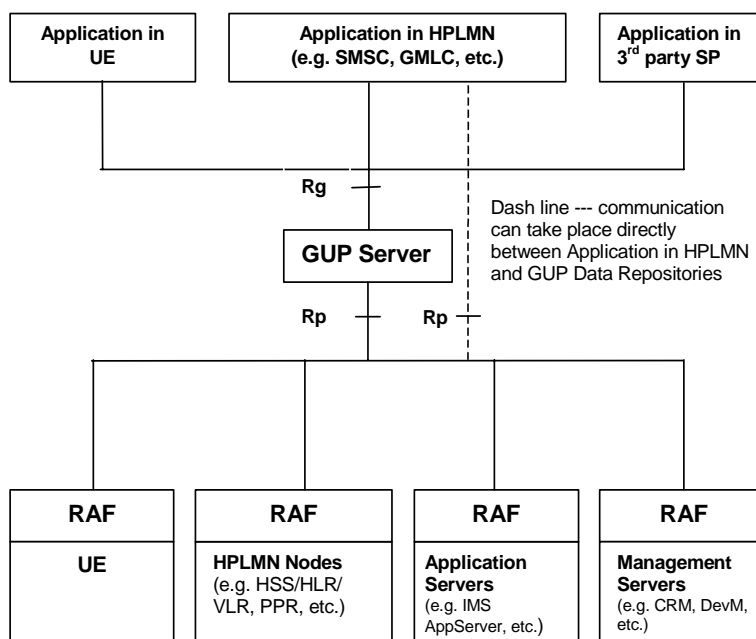 Application in
UE
Application in HPLMN
(e.g. SMSC, GMLC, etc.)
Application in
3rd party SP
Rg
Dash line --- communication
can take place directly
between Application in HPLMN
and GUP Data Repositories
GUP Server
Rp
Rp
RAF
UE
RAF
HPLMN Nodes
(e.g. HSS/HLR/
VLR, PPR, etc.)
RAF
Application
Servers
(e.g. IMS
AppServer, etc.)
RAF
Management
Servers
(e.g. CRM, DevM,
etc.)